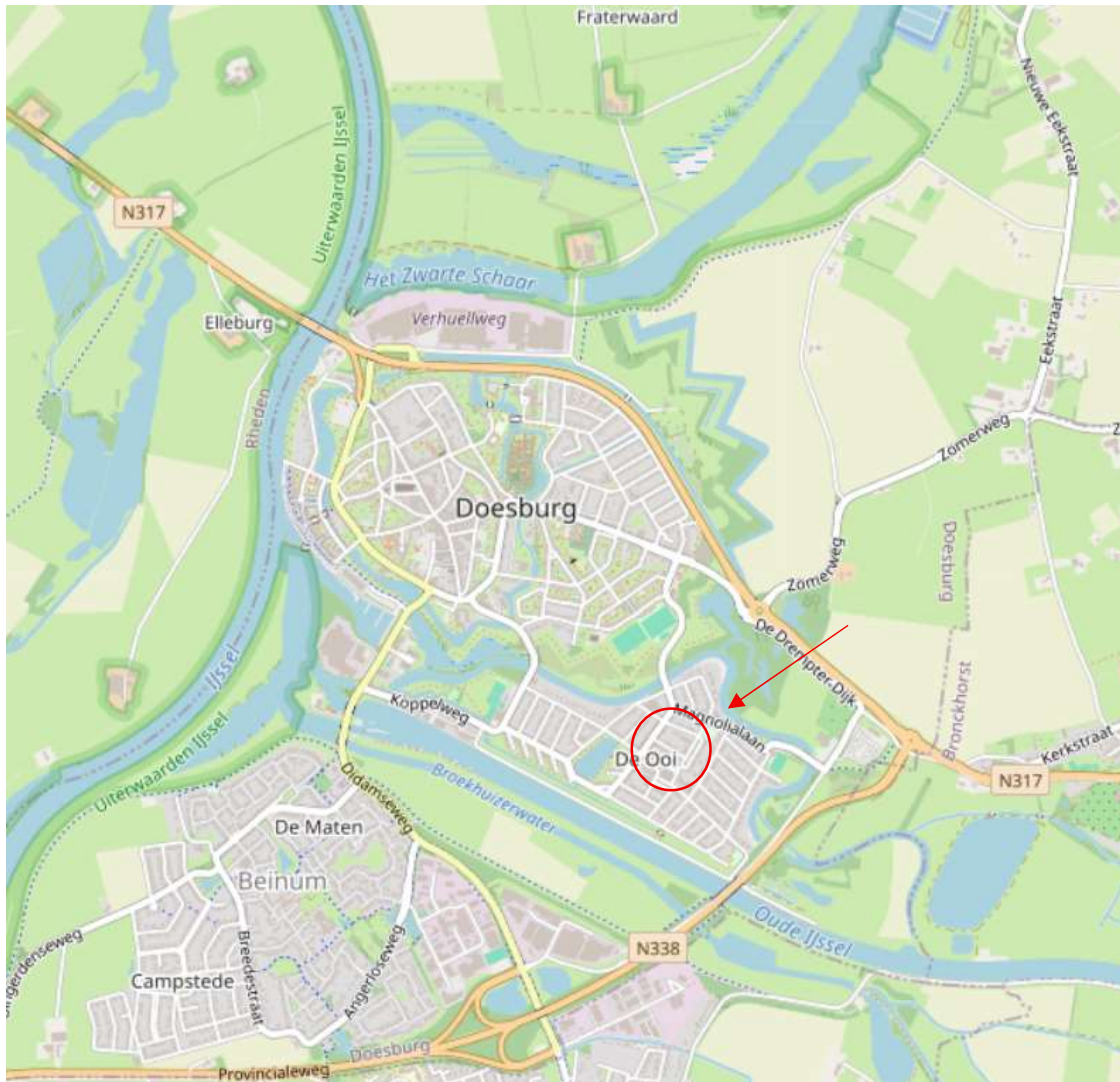 Fraterwaard
Nieuwe Eekstraat
Uiterwaarden IJssel
N317
Het Zwarte Schaar
Verhuellweg
Elleburg
Eekstraat
Rheden
Zomerweg
Z
Doesburg
Doesburg
Zomerweg
De Drempter-Dijk
IJssel
Koppelweg
Magnolialaan
Bronckhorst
Kerkstraat
De Ooi
N317
Uiterwaarden IJssel
Didamseweg
Broekhuizerwater
De Maten
Beinum
Oude IJssel
N338
Breedestraat
Angerloseweg
Campstede
Doesburg
Provincialeweg